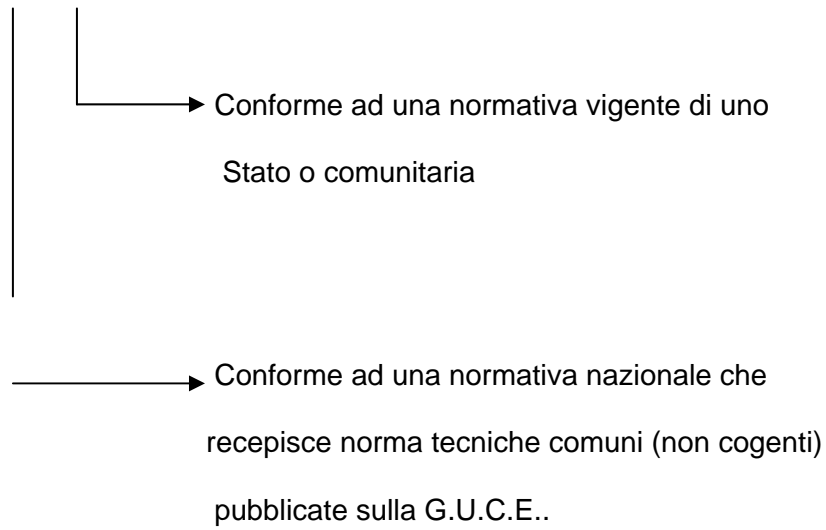 Conforme ad una normativa vigente di uno
Stato o comunitaria
Conforme ad una normativa nazionale che
recepisce norma tecniche comuni (non cogenti)
pubblicate sulla G.U.C.E..